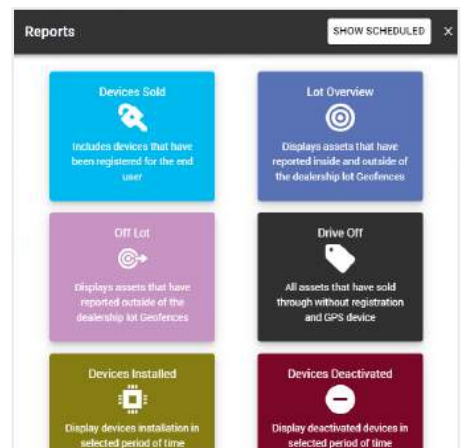 Reports
SHOW SCHEDULED
×
Devices Sold
Includes devices that have
been registered for the end
user
Lot Overview
Displays assets that have
reported inside and outside of
the dealership lot Geofences
Off Lot
Displays assets that have
reported outside of the
dealership lot Geofences
Drive Off
All assets that have sold
through without registration
and GPS device
Devices Installed
Display devices installation in
selected period of time
Devices Deactivated
Display deactivated devices in
selected period of time